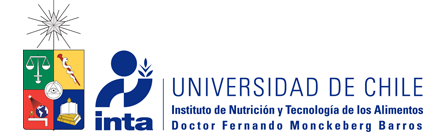 inta
UNIVERSIDAD DE CHILE
Instituto de Nutrición y Tecnología de los Alimentos
Doctor Fernando Monckeberg Barros